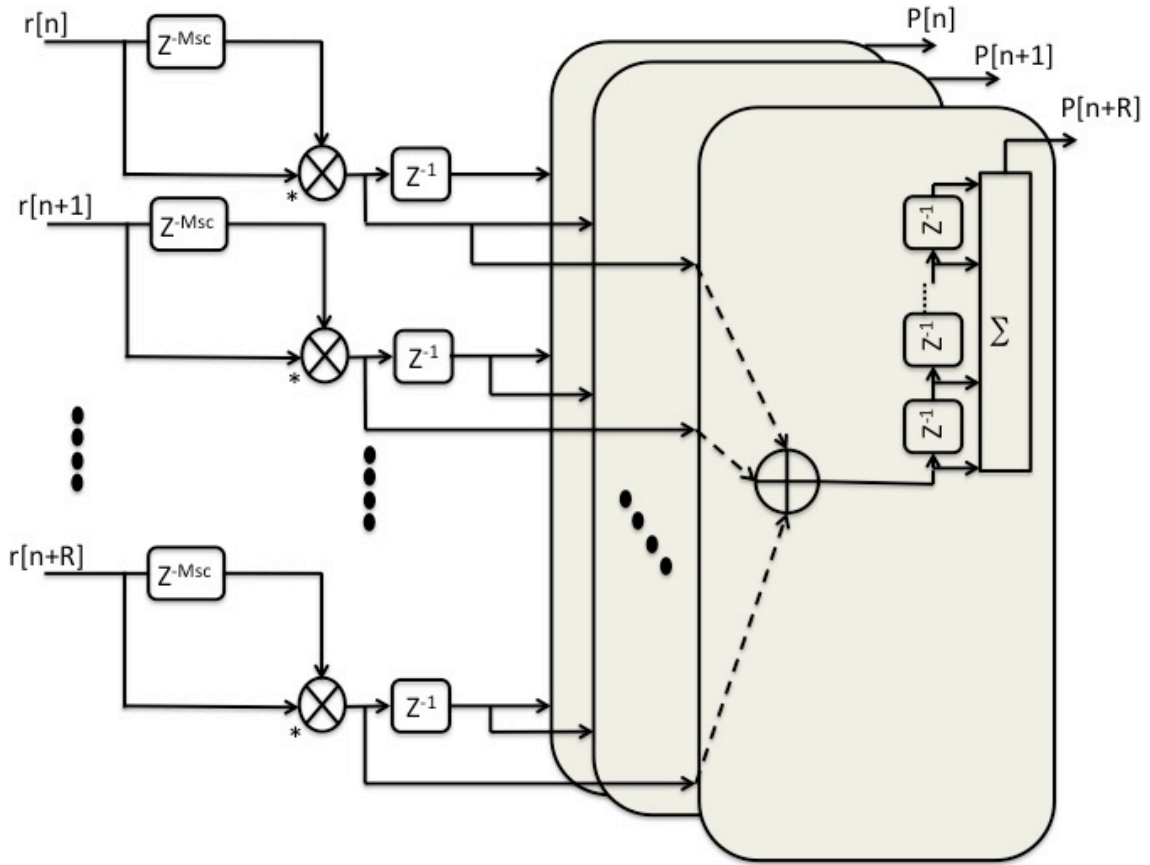 r[n]
Z-Msc
P[n]
P[n+1]
P[n+R]
*
Z-1
r[n+1]
Z-Msc
Z-1
*
Z-1
Z-1
Σ
Z-1
r[n+R]
Z-Msc
*
Z-1